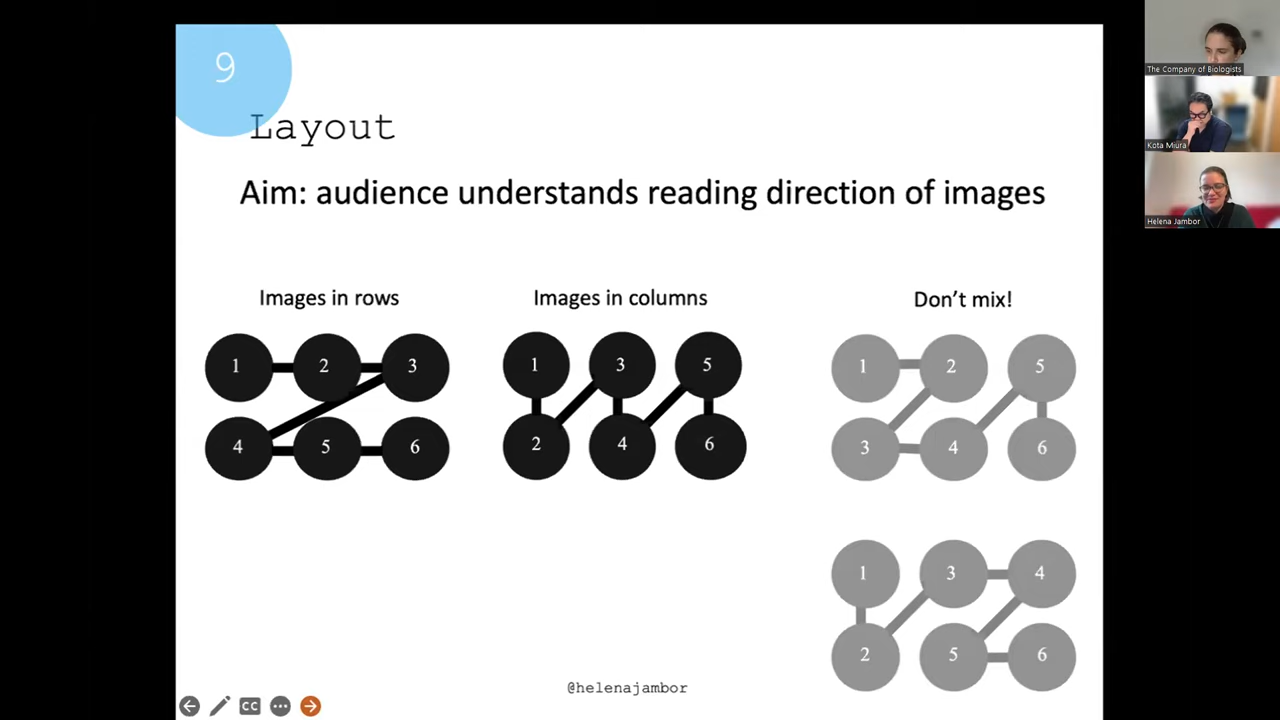 9
Layout
Aim: audience understands reading direction of images
Images in rows
1 2 3
4 5 6
Images in columns
1 3 5
2 4 6
Don't mix!
1 2 5
3 4 6
1 3 4
2 5 6
@helenajambor
CC
The Company of Biologists
Kota Miura
Helena Jambor